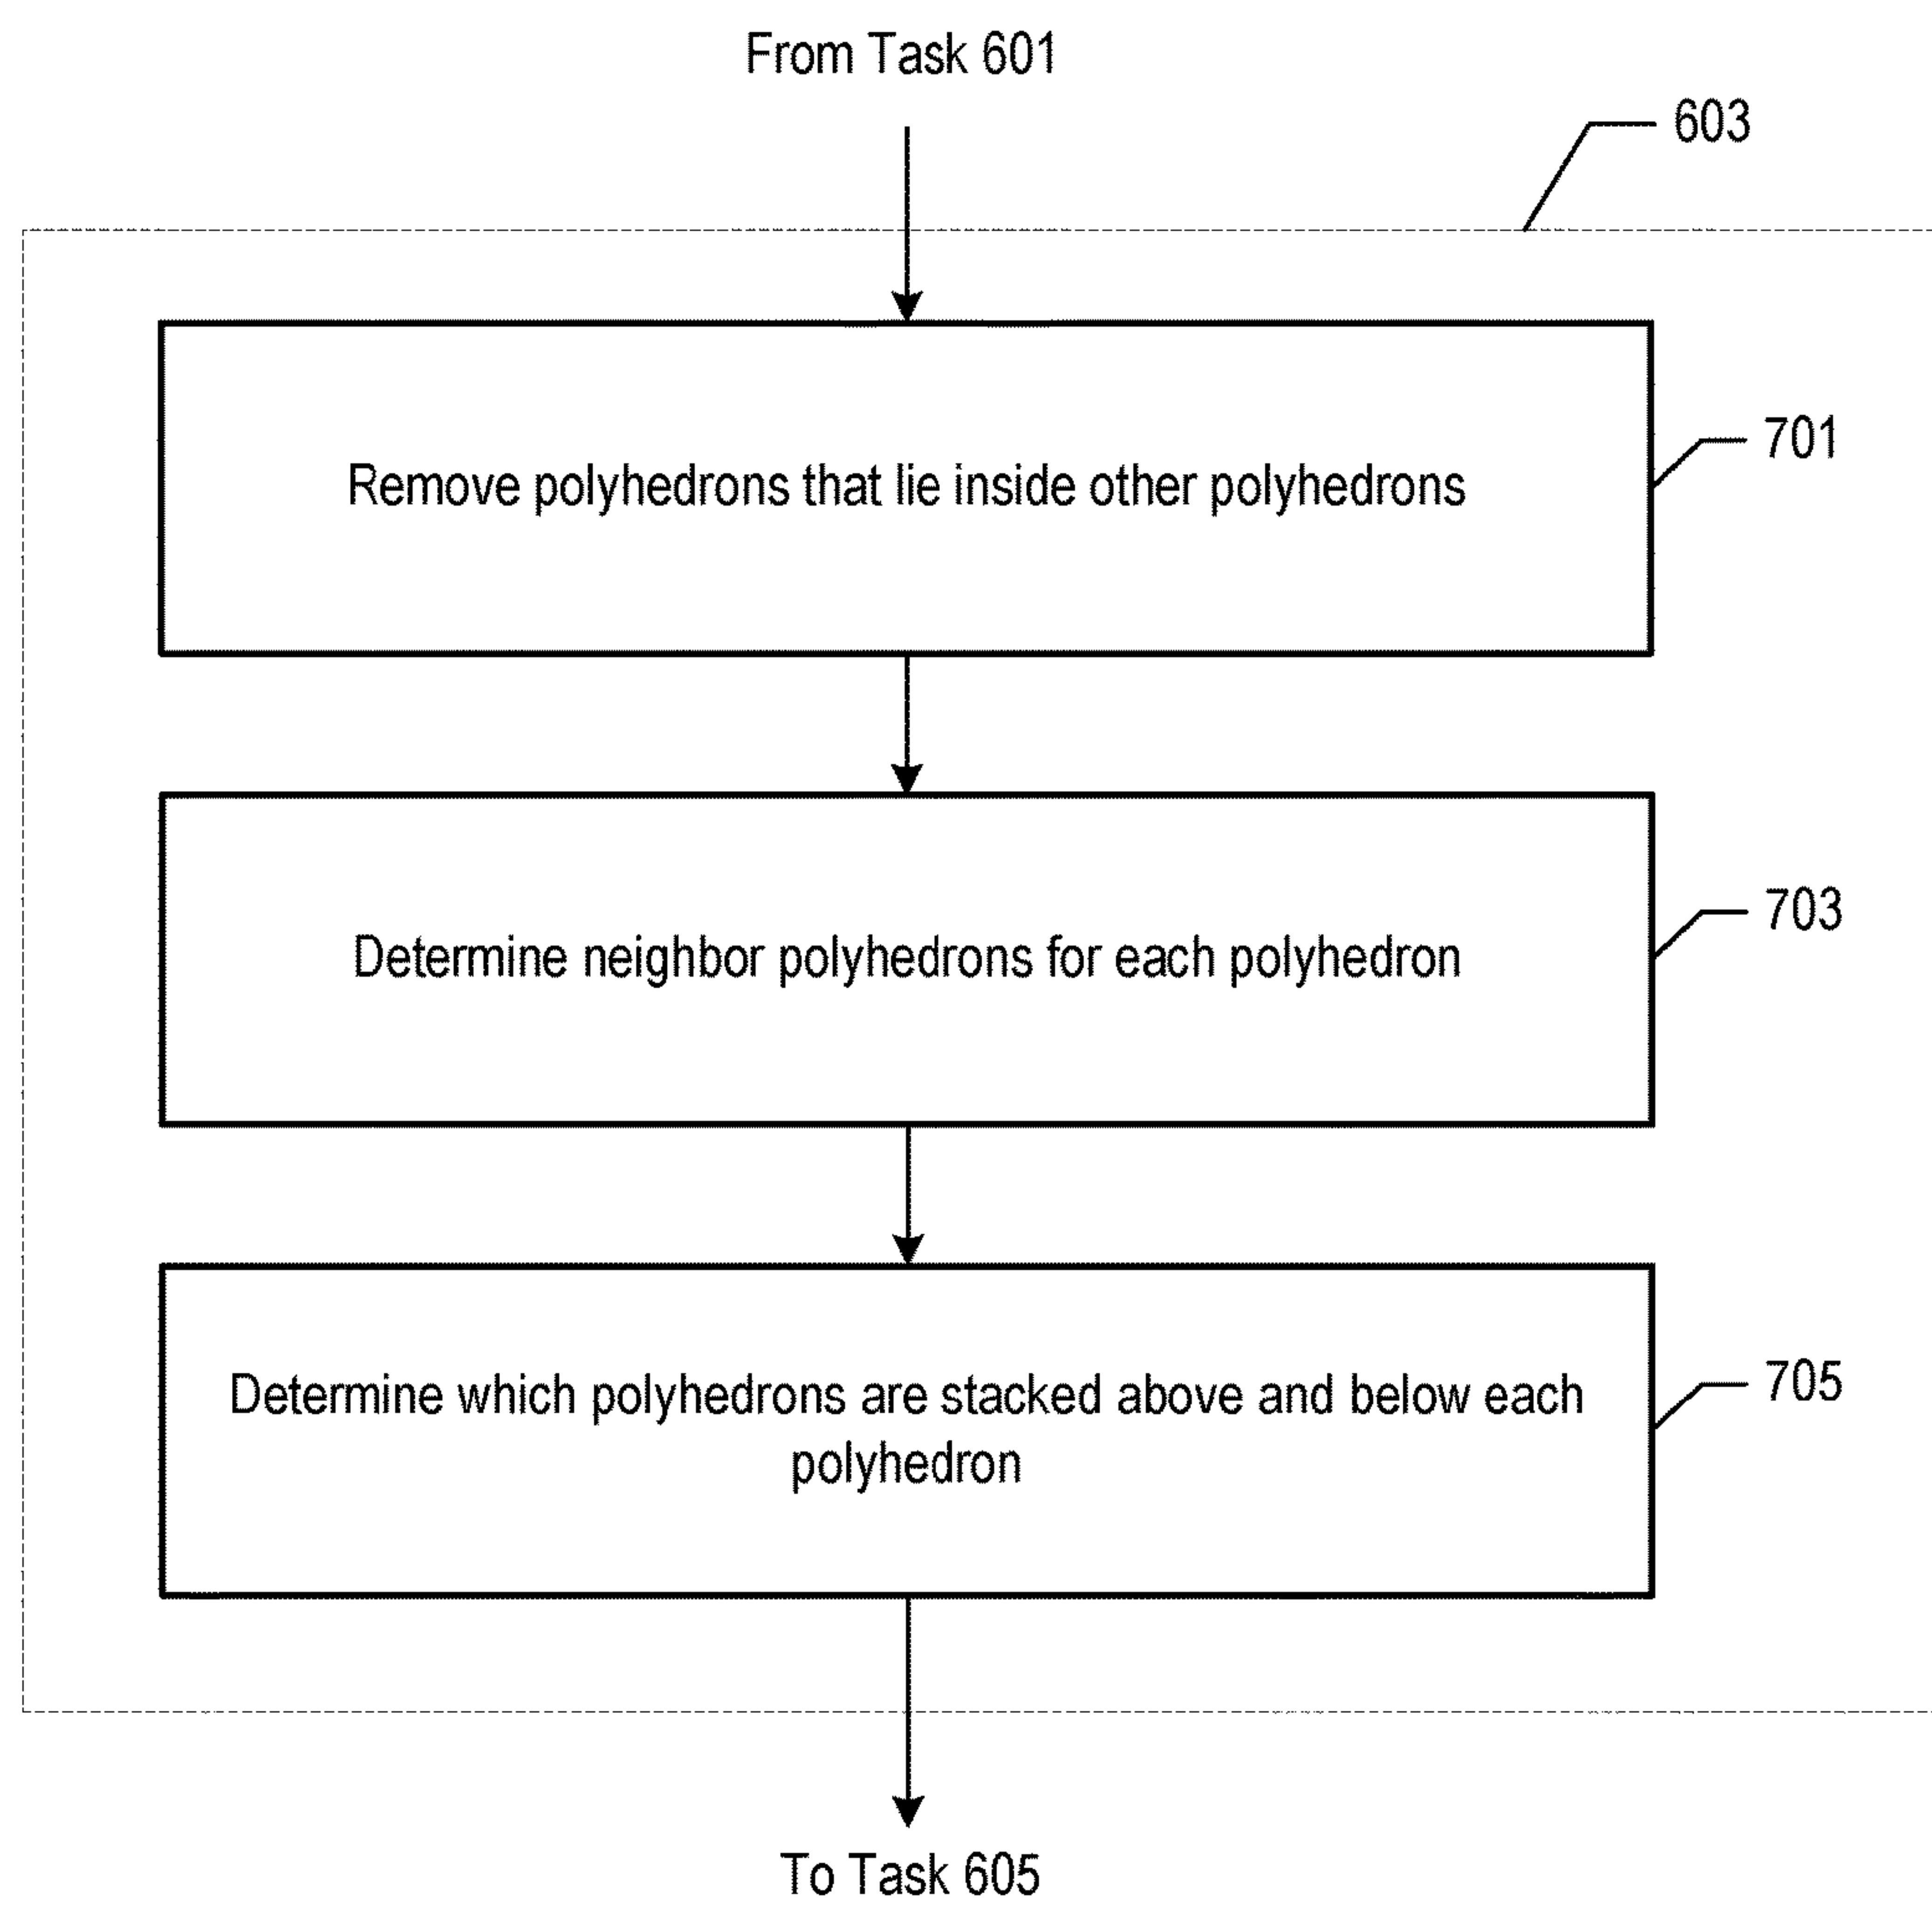 From Task 601
603
Remove polyhedrons that lie inside other polyhedrons
701
Determine neighbor polyhedrons for each polyhedron
703
Determine which polyhedrons are stacked above and below each
polyhedron
705
To Task 605